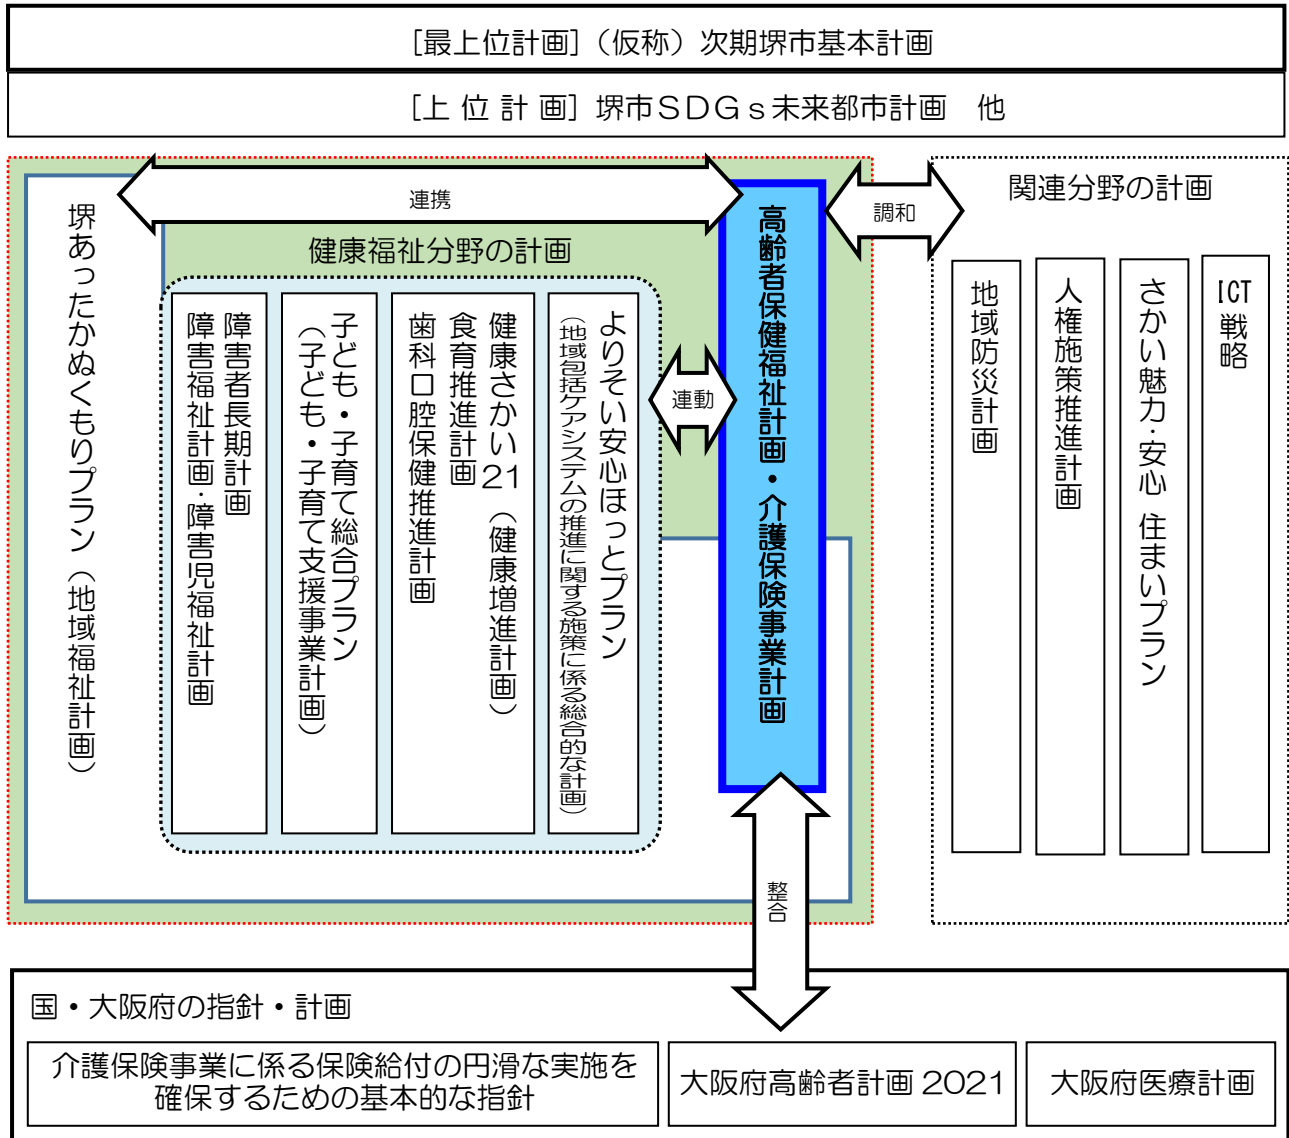 [最上位計画]（仮称）次期堺市基本計画
[上 位 計 画] 堺市ＳＤＧｓ未来都市計画　他
連携
調和
関連分野の計画
健康福祉分野の計画
堺あったかぬくもりプラン（地域福祉計画）
障害者長期計画
障害福祉計画・障害児福祉計画
子ども・子育て総合プラン
（子ども・子育て支援事業計画）
健康さかい21（健康増進計画）
食育推進計画
歯科口腔保健推進計画
よりそい安心ほっとプラン
（地域包括ケアシステムの推進に関する施策に係る総合的な計画）
連動
高齢者保健福祉計画・介護保険事業計画
地域防災計画
人権施策推進計画
さかい魅力・安心 住まいプラン
ICT
戦略
整合
国・大阪府の指針・計画
介護保険事業に係る保険給付の円滑な実施を
確保するための基本的な指針
大阪府高齢者計画 2021
大阪府医療計画